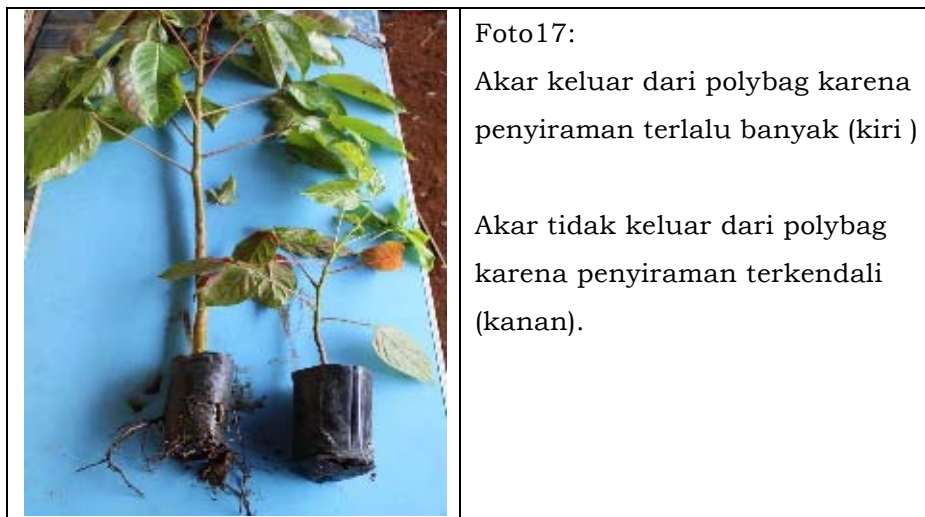 Foto17:
Akar keluar dari polybag karena
penyiraman terlalu banyak (kiri )
Akar tidak keluar dari polybag
karena penyiraman terkendali
(kanan).